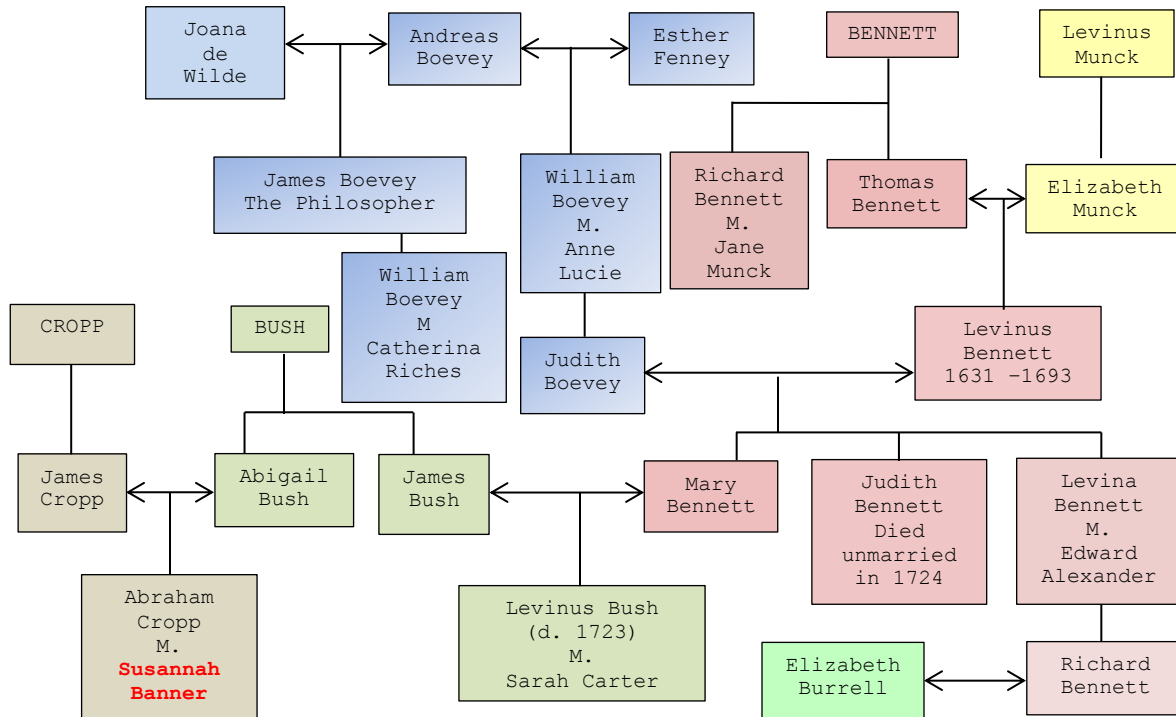 Joana
de
Wilde
Andreas
Boevey
Esther
Fenney
BENNETT
Levinus
Munck
James Boevey
The Philosopher
William
Boevey
M.
Anne
Lucie
Richard
Bennett
M.
Jane
Munck
Thomas
Bennett
Elizabeth
Munck
William
Boevey
M
Catherina
Riches
CROPP
BUSH
Judith
Boevey
Levinus
Bennett
1631 –1693
James
Cropp
Abigail
Bush
James
Bush
Mary
Bennett
Judith
Bennett
Died
unmarried
in 1724
Levina
Bennett
M.
Edward
Alexander
Abraham
Cropp
M.
Susannah
Banner
Levinus Bush
(d. 1723)
M.
Sarah Carter
Elizabeth
Burrell
Richard
Bennett